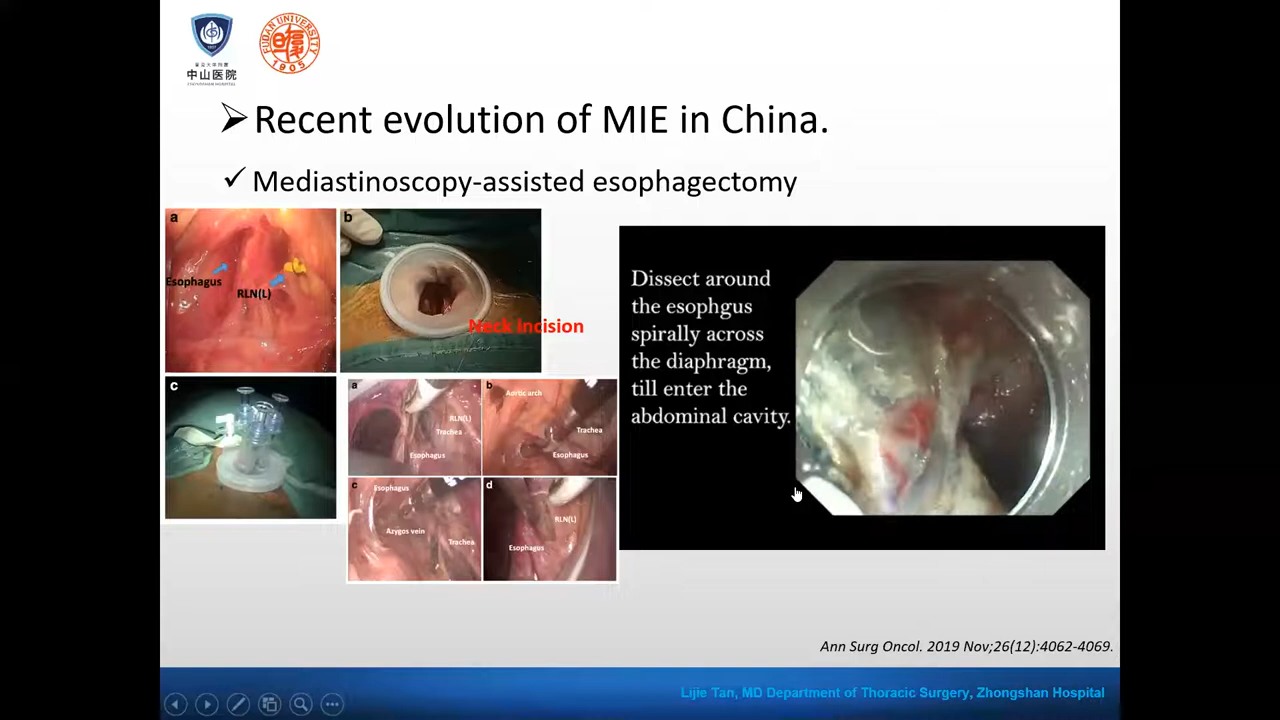 中山医院
ZHONGSHAN HOSPITAL
FUDAN UNIVERSITY
1905
Recent evolution of MIE in China.
Mediastinoscopy-assisted esophagectomy
a
Esophagus
RLN(L)
b
Neck Incision
c
a
RLN(L)
Trachea
Esophagus
b
Aortic arch
Trachea
Esophagus
c
Esophagus
Azygos vein
Trachea
d
RLN(L)
Esophagus
Dissect around
the esophgus
spirally across
the diaphragm,
till enter the
abdominal cavity.
Ann Surg Oncol. 2019 Nov;26(12):4062-4069.
Lijie Tan, MD Department of Thoracic Surgery, Zhongshan Hospital